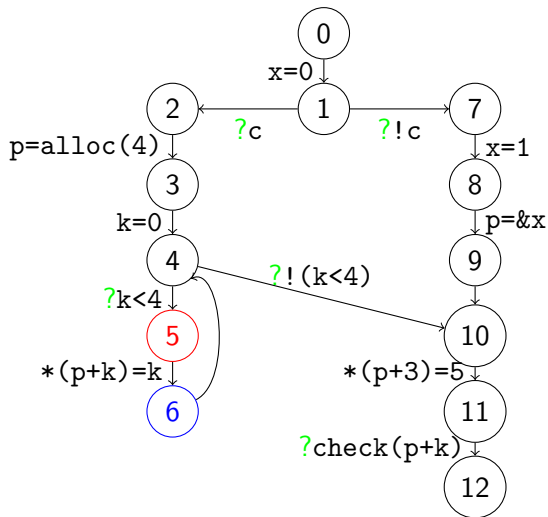 0
x=0
2 1 7
?c ?!c
p=alloc(4) x=1
3 8
k=0 p=&x
4 9
?!(k<4)
?k<4
5 10
*(p+k)=k *(p+3)=5
6 11
?check(p+k)
12